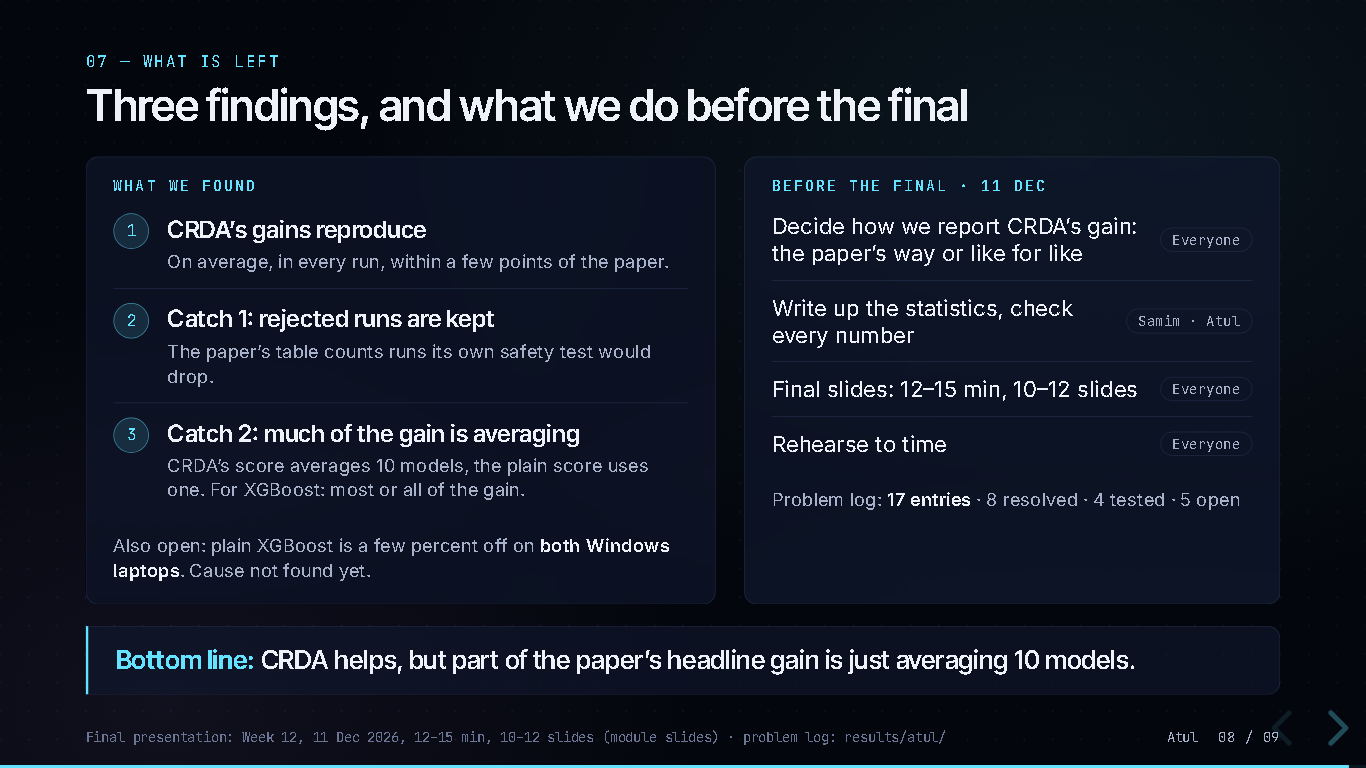 07 — WHAT IS LEFT
Three findings, and what we do before the final
WHAT WE FOUND
1
CRDA’s gains reproduce
On average, in every run, within a few points of the paper.
2
Catch 1: rejected runs are kept
The paper’s table counts runs its own safety test would
drop.
3
Catch 2: much of the gain is averaging
CRDA’s score averages 10 models, the plain score uses
one. For XGBoost: most or all of the gain.
Also open: plain XGBoost is a few percent off on both Windows
laptops. Cause not found yet.
BEFORE THE FINAL · 11 DEC
Decide how we report CRDA’s gain:
the paper’s way or like for like
Everyone
Write up the statistics, check
every number
Samim · Atul
Final slides: 12–15 min, 10–12 slides
Everyone
Rehearse to time
Everyone
Problem log: 17 entries · 8 resolved · 4 tested · 5 open
Bottom line: CRDA helps, but part of the paper’s headline gain is just averaging 10 models.
Final presentation: Week 12, 11 Dec 2026, 12–15 min, 10–12 slides (module slides) · problem log: results/atul/
Atul 08 / 09